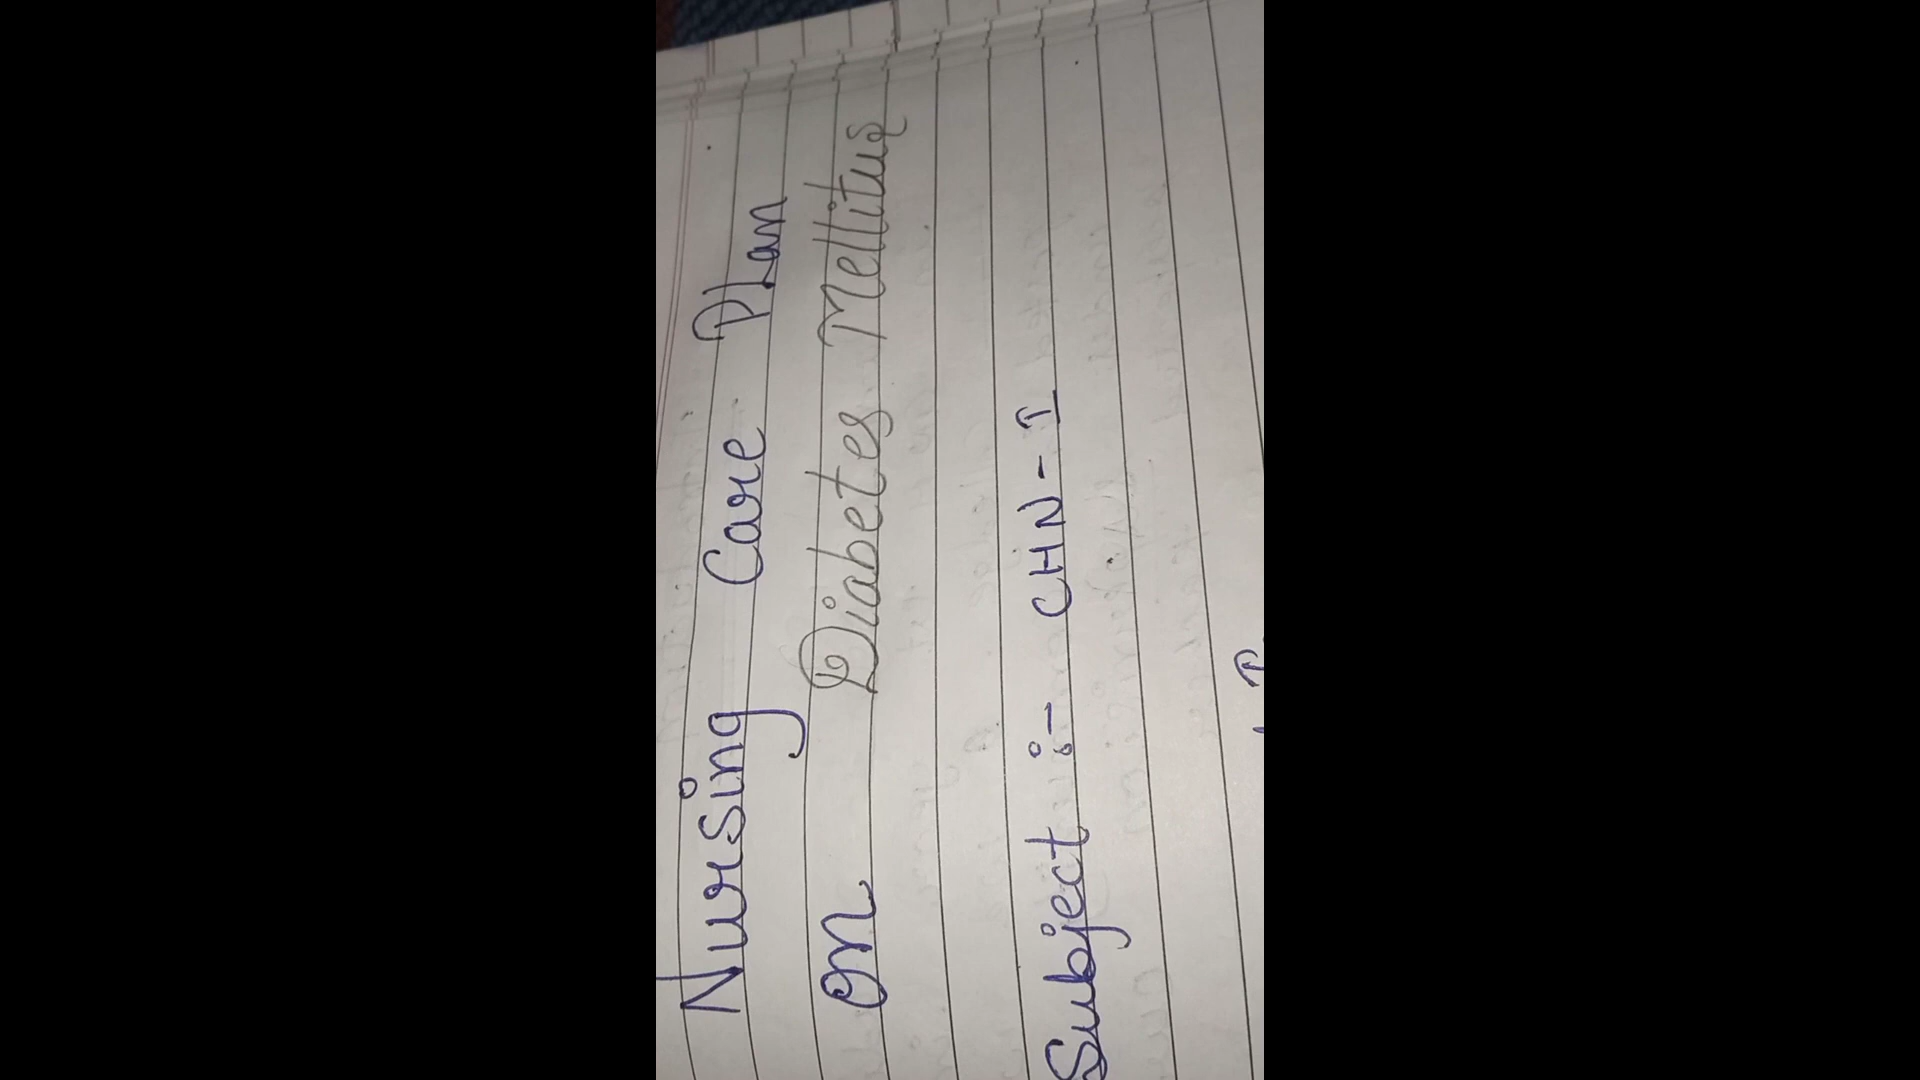 Nursing Care Plan
on Diabetes Mellitus
Subject :- CHN - I